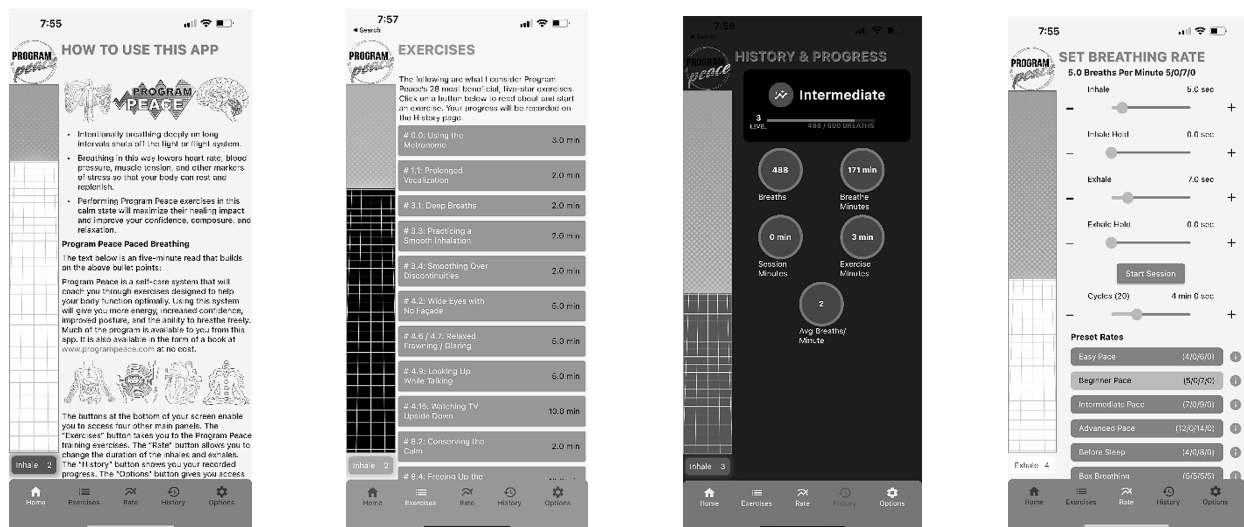 7:55
PROGRAM
peace
HOW TO USE THIS APP
PROGRAM
PEACE
• Intentionally breathing deeply on long
intervals shuts off the fight or flight system.
• Breathing in this way lowers heart rate, blood
pressure, muscle tension, and other markers
of stress so that your body can rest and
replenish.
• Performing Program Peace exercises in this
calm state will maximize their healing impact
and improve your confidence, composure, and
relaxation.
Program Peace Paced Breathing
The text below is an five-minute read that builds
on the above bullet points:
Program Peace is a self-care system that will
coach you through exercises designed to help
your body function optimally. Using this system
will give you more energy, increased confidence,
improved posture, and the ability to breathe freely.
Much of the program is available to you from this
app. It is also available in the form of a book at
www.programpeace.com at no cost.
The buttons at the bottom of your screen enable
you to access four other main panels. The
"Exercises" button takes you to the Program Peace
training exercises. The "Rate" button allows you to
change the duration of the inhales and exhales.
The "History" button shows you your recorded
progress. The "Options" button gives you access
Inhale 2
Home Exercises Rate History Options
7:57
Search
PROGRAM
peace
EXERCISES
The following are what I consider Program
Peace's 28 most beneficial, five-star exercises.
Click on a button below to read about and start
an exercise. Your progress will be recorded on
the History page.
# 0.0: Using the
Metronome 3.0 min
# 1.1: Prolonged
Vocalization 2.0 min
# 3.1: Deep Breaths 2.0 min
# 3.3: Practicing a
Smooth Inhalation 2.0 min
# 3.4: Smoothing Over
Discontinuities 2.0 min
# 4.2: Wide Eyes with
No Façade 5.0 min
# 4.6 / 4.7: Relaxed
Frowning / Glaring 5.0 min
# 4.9: Looking Up
While Talking 5.0 min
# 4.15: Watching TV
Upside Down 10.0 min
# 8.2: Conserving the
Calm 2.0 min
# 8.4: Freeing Up the
Inhale 2
Home Exercises Rate History Options
7:56
Search
PROGRAM
peace
HISTORY & PROGRESS
Intermediate
3
LEVEL
488 / 600 BREATHS
488 171 min
Breaths Breathe
Minutes
0 min 3 min
Session Exercise
Minutes Minutes
2
Avg Breaths/
Minute
Inhale 3
Home Exercises Rate History Options
7:55
PROGRAM
peace
SET BREATHING RATE
5.0 Breaths Per Minute 5/0/7/0
Inhale 5.0 sec
– +
Inhale Hold 0.0 sec
– +
Exhale 7.0 sec
– +
Exhale Hold 0.0 sec
– +
Start Session
Cycles (20) 4 min 0 sec
Preset Rates
Easy Pace (4/0/6/0)
Beginner Pace (5/0/7/0)
Intermediate Pace (7/0/9/0)
Advanced Pace (12/0/14/0)
Before Sleep (4/0/8/0)
Box Breathing (5/5/5/5)
Exhale 4
Home Exercises Rate History Options